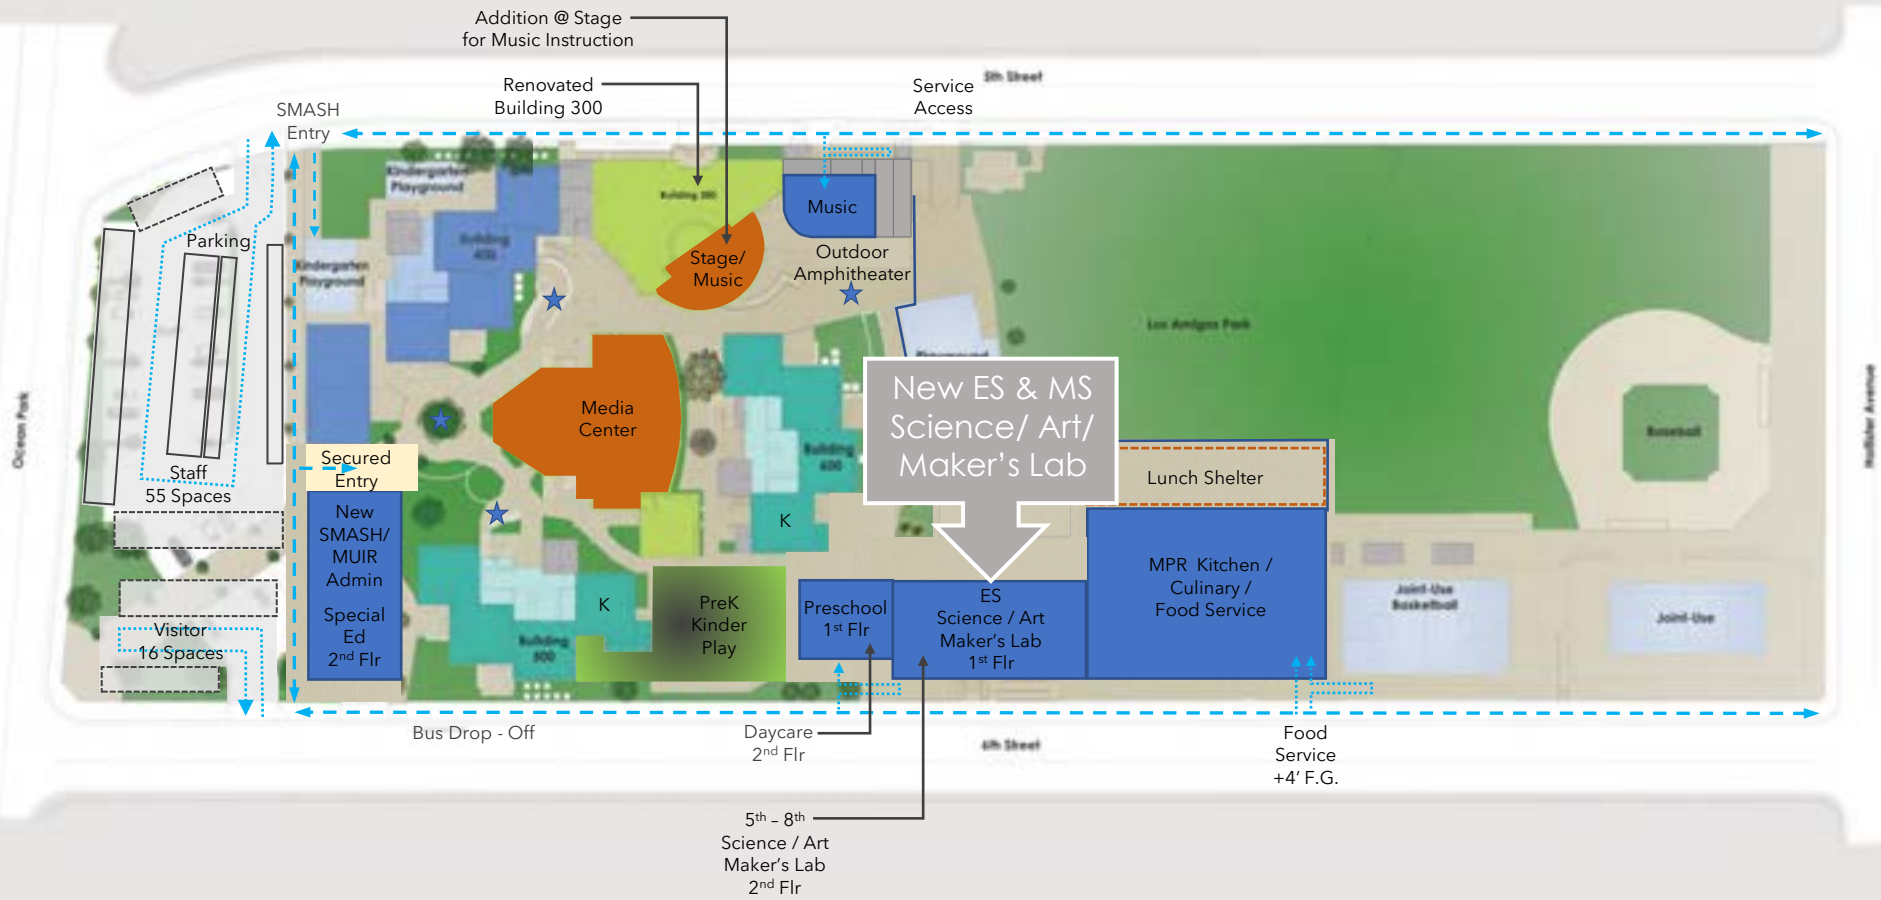 Addition @ Stage
for Music Instruction
Renovated
Building 300
Service
Access
5th Street
SMASH
Entry
Kindergarten
Playground
Building 300
Music
Parking
Building
400
Stage/
Music
Outdoor
Amphitheater
Kindergarten
Playground
Los Amigos Park
Playground
New ES & MS
Science/ Art/
Maker's Lab
Ocean Park
Hollister Avenue
Media
Center
Baseball
Building
600
Secured
Entry
Lunch Shelter
Staff
55 Spaces
New
SMASH/
MUIR
Admin
Special
Ed
2nd Flr
K
MPR Kitchen /
Culinary /
Food Service
Joint-Use
Basketball
Joint-Use
K
PreK
Kinder
Play
Preschool
1st Flr
ES
Science / Art
Maker's Lab
1st Flr
Visitor
16 Spaces
Building
500
Bus Drop - Off
Daycare
2nd Flr
6th Street
Food
Service
+4' F.G.
5th – 8th
Science / Art
Maker's Lab
2nd Flr